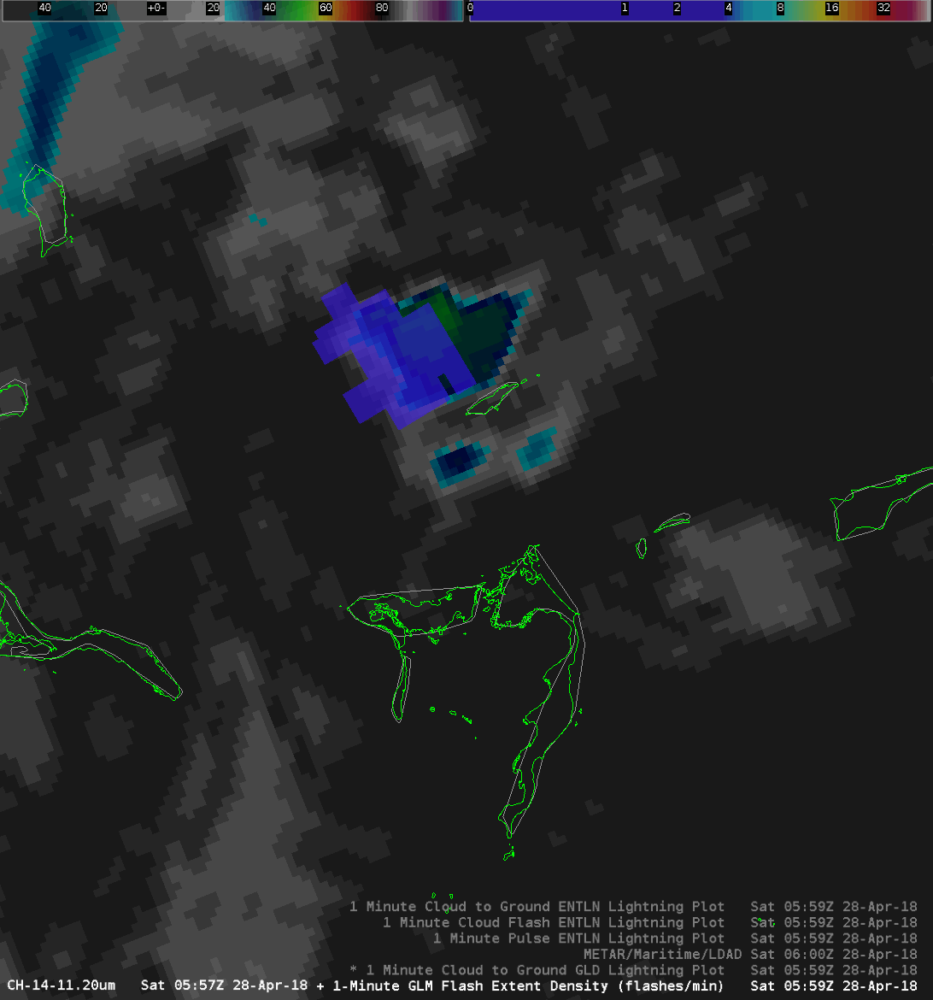 40 20 +0- 20 40 60 80 0 1 2 4 8 16 32
1 Minute Cloud to Ground ENTLN Lightning Plot Sat 05:59Z 28-Apr-18
1 Minute Cloud Flash ENTLN Lightning Plot Sat 05:59Z 28-Apr-18
1 Minute Pulse ENTLN Lightning Plot Sat 05:59Z 28-Apr-18
METAR/Maritime/LDAD Sat 06:00Z 28-Apr-18
* 1 Minute Cloud to Ground GLD Lightning Plot Sat 05:59Z 28-Apr-18
CH-14-11.20um Sat 05:57Z 28-Apr-18 + 1-Minute GLM Flash Extent Density (flashes/min) Sat 05:59Z 28-Apr-18